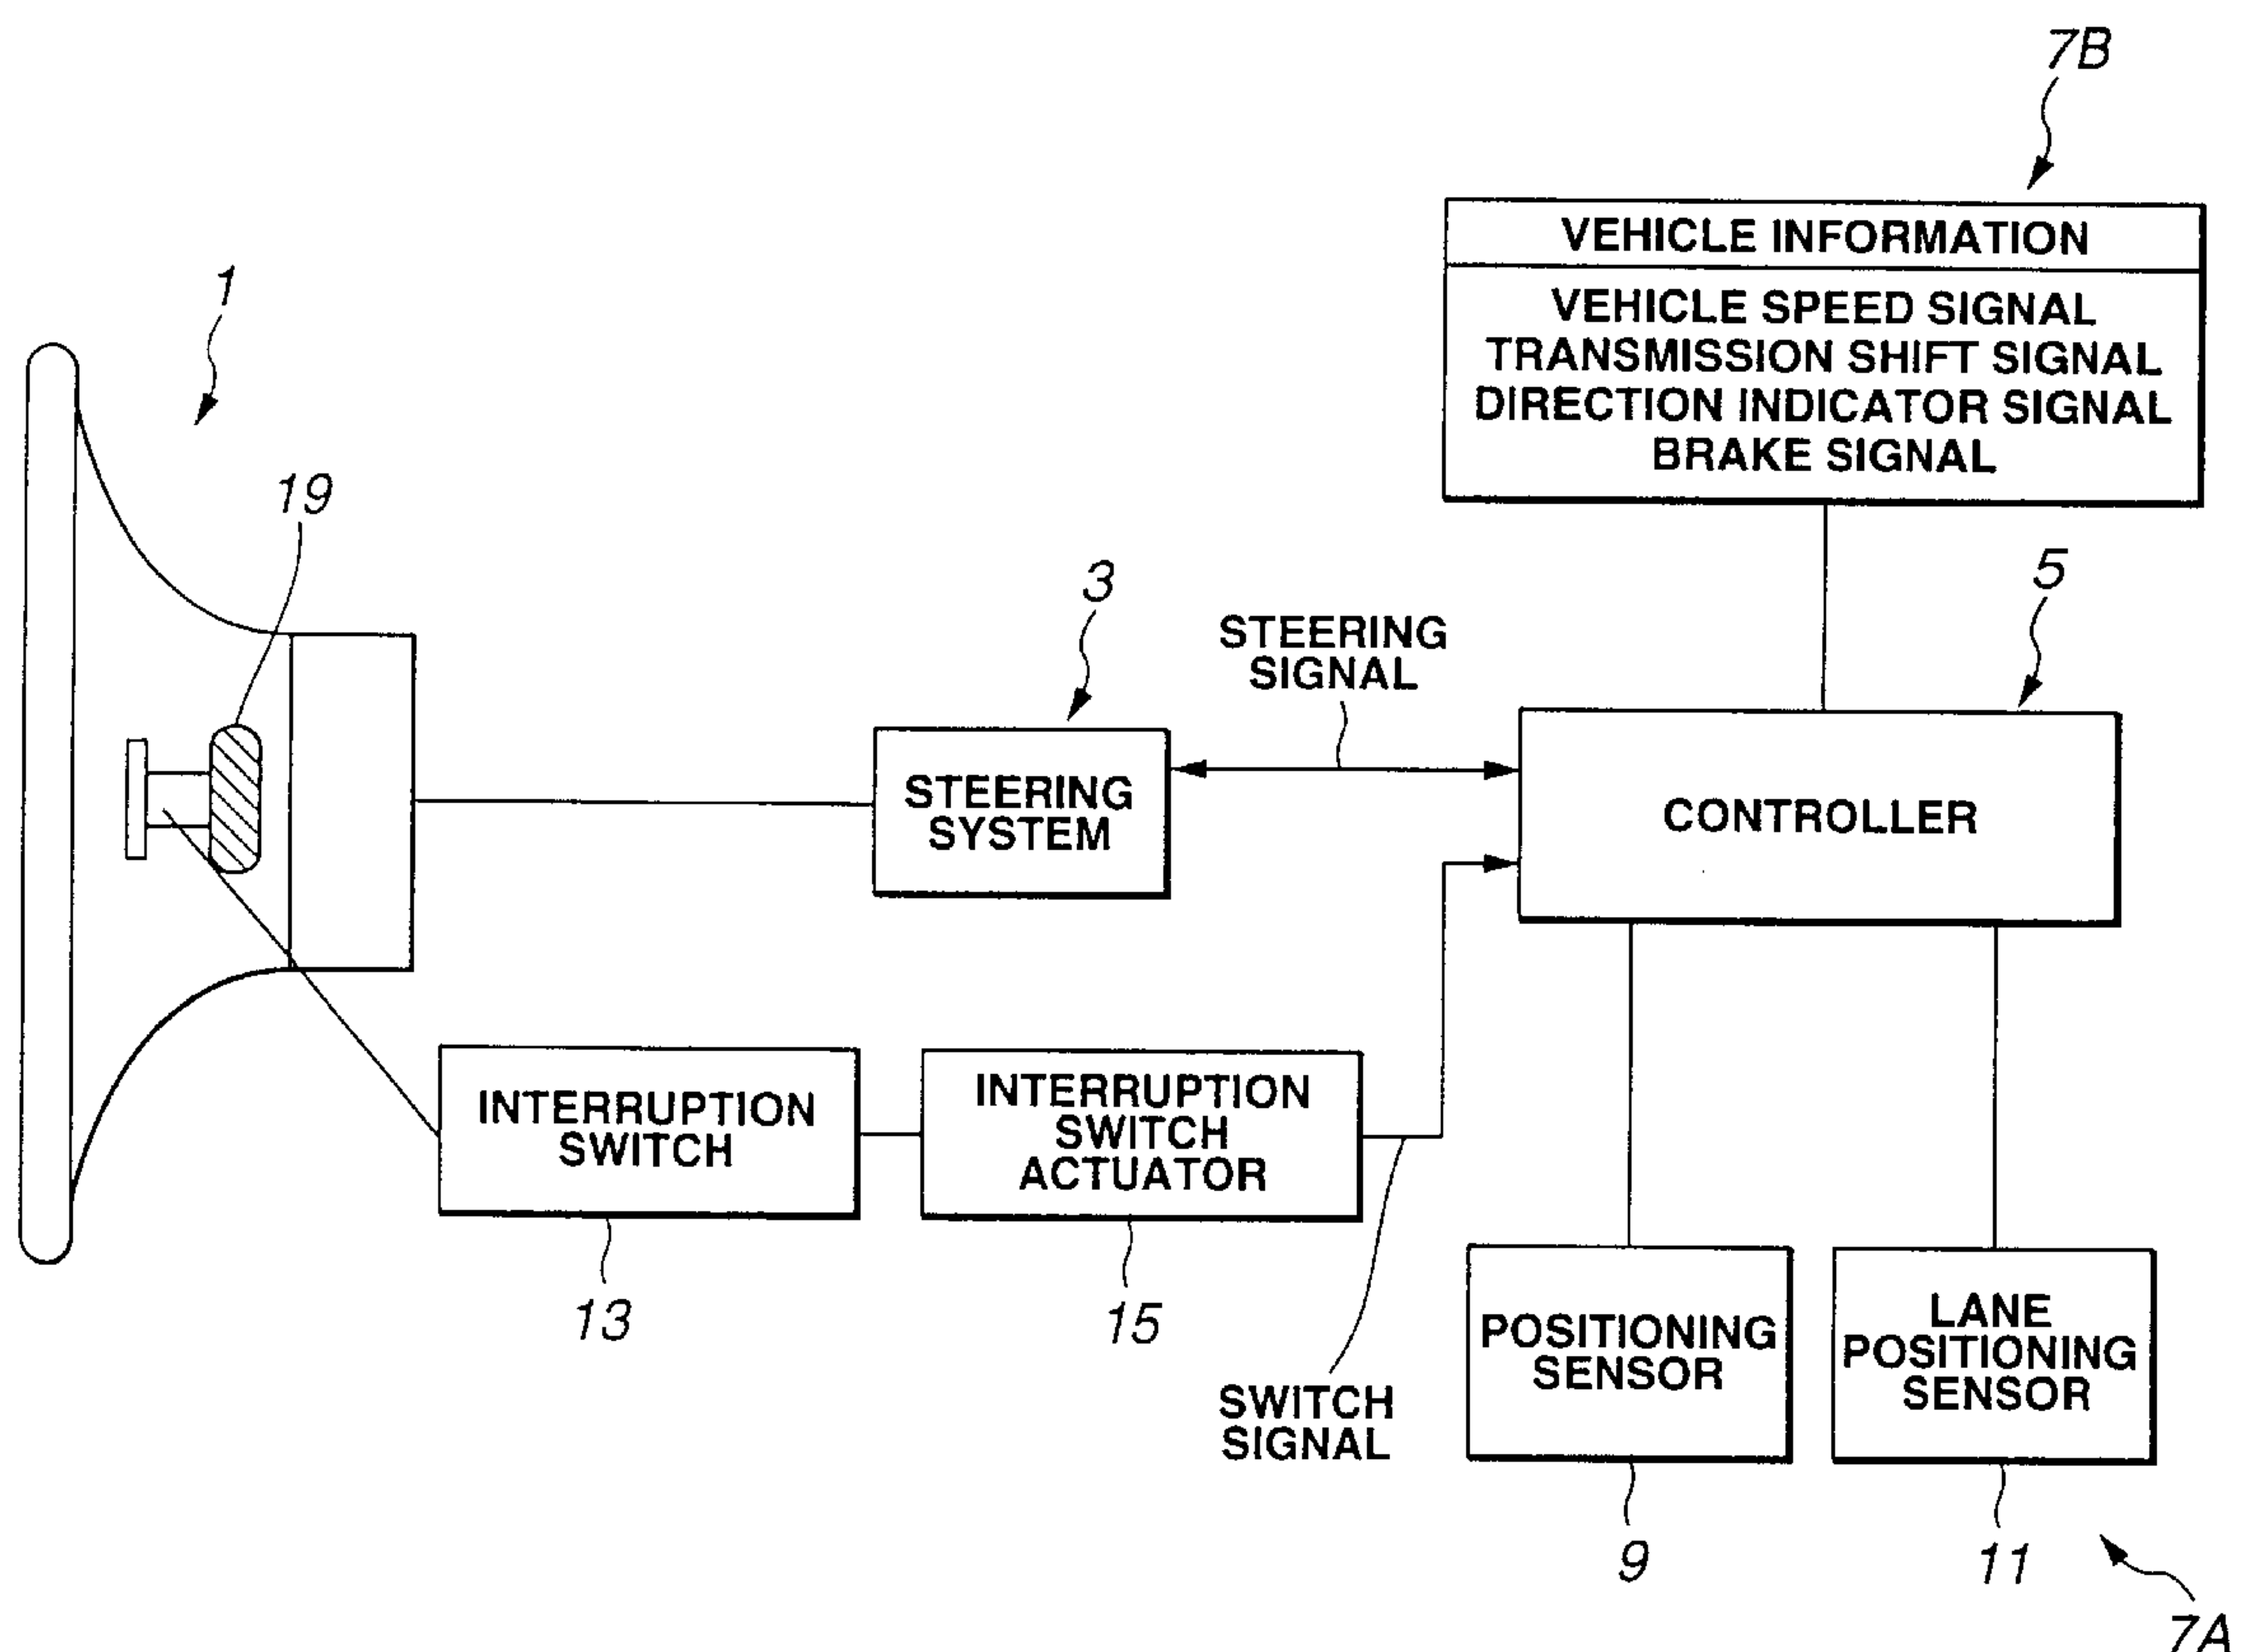 7B
VEHICLE INFORMATION
VEHICLE SPEED SIGNAL
TRANSMISSION SHIFT SIGNAL
DIRECTION INDICATOR SIGNAL
BRAKE SIGNAL
1
19
3
STEERING
SIGNAL
5
STEERING
SYSTEM
CONTROLLER
INTERRUPTION
SWITCH
INTERRUPTION
SWITCH
ACTUATOR
13
15
SWITCH
SIGNAL
POSITIONING
SENSOR
LANE
POSITIONING
SENSOR
9
11
7A